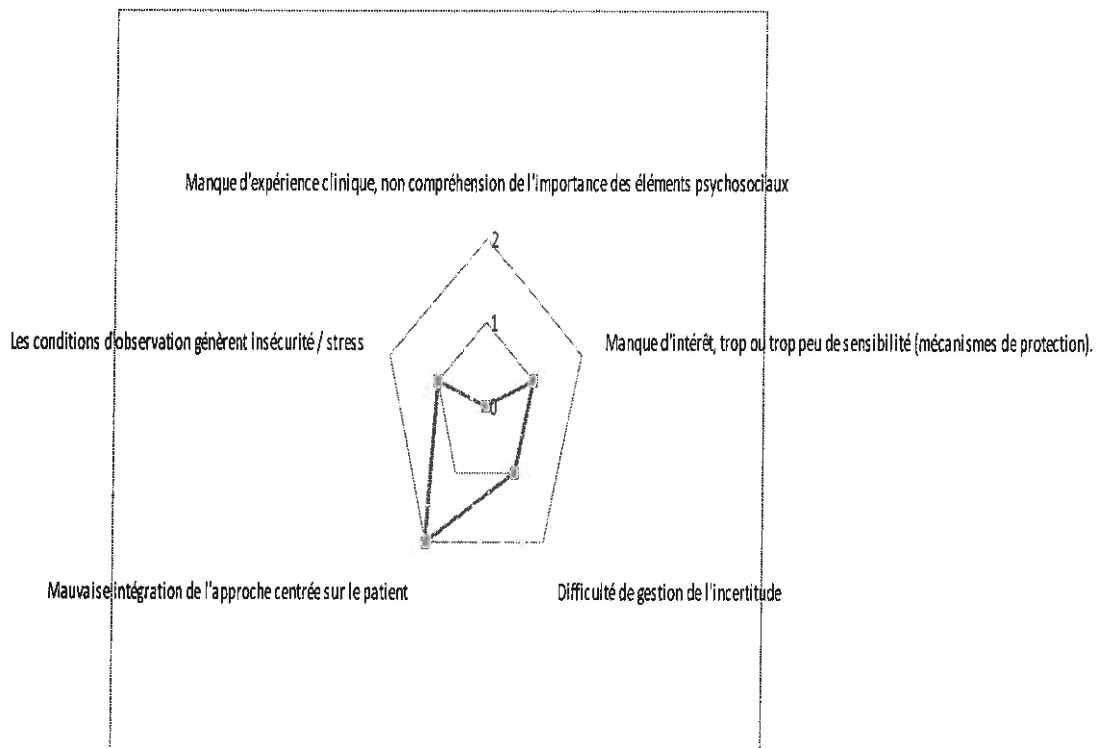 Manque d'expérience clinique, non compréhension de l'importance des éléments psychosociaux
2
1
Les conditions d'observation génèrent insécurité / stress
Manque d'intérêt, trop ou trop peu de sensibilité (mécanismes de protection).
0
Mauvaise intégration de l'approche centrée sur le patient
Difficulté de gestion de l'incertitude